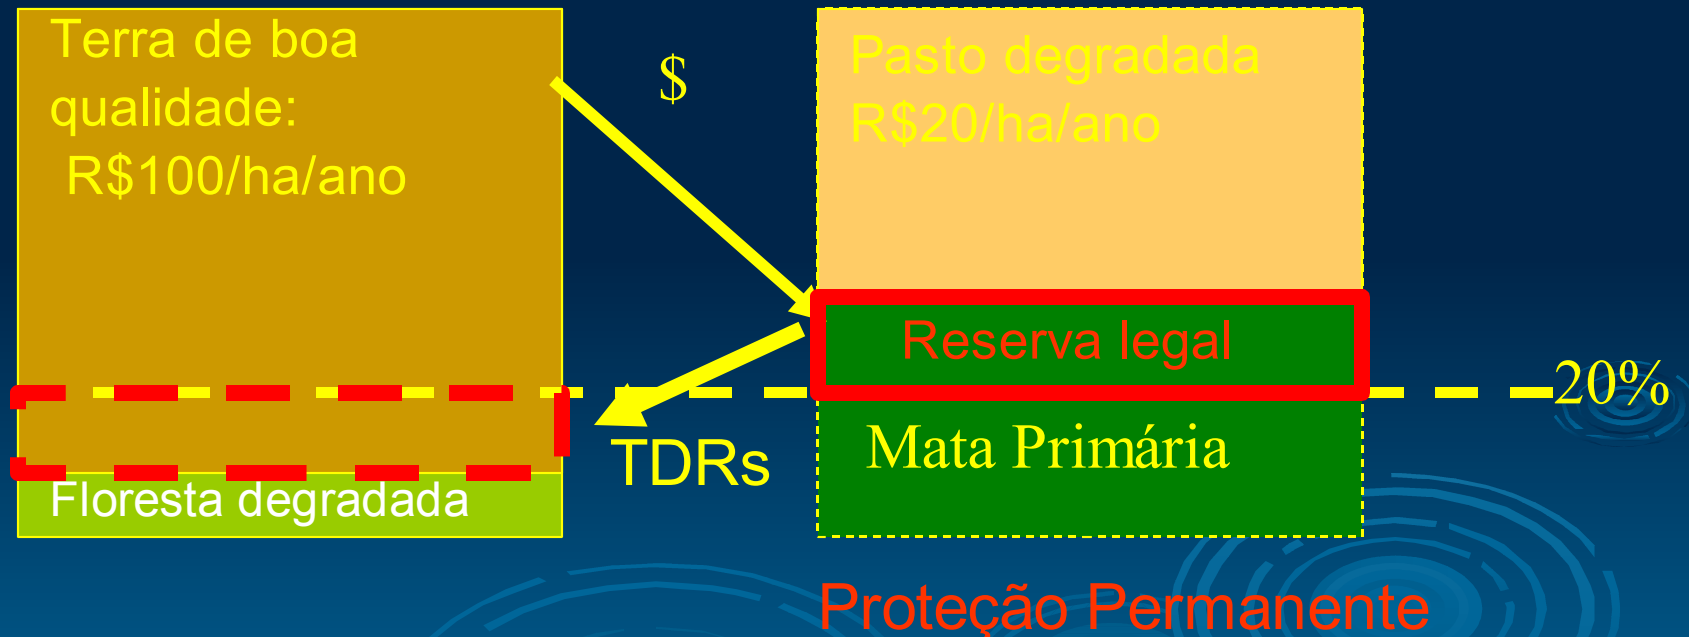 Terra de boa
qualidade:
R$100/ha/ano
$
Pasto degradada
R$20/ha/ano
Reserva legal
20%
TDRs
Mata Primária
Floresta degradada
Proteção Permanente